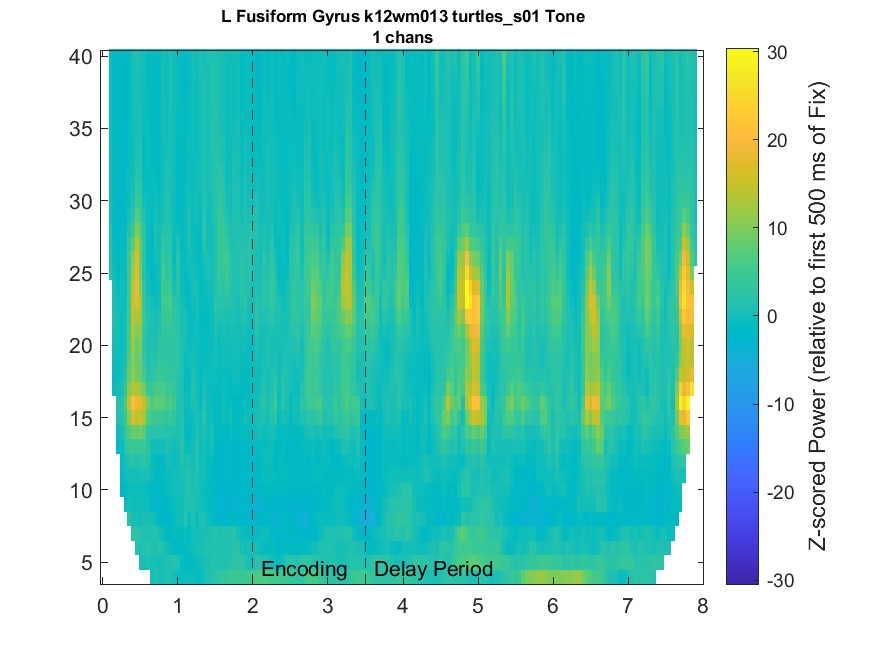 L Fusiform Gyrus k12wm013 turtles_s01 Tone
1 chans
40
35
30
25
20
15
10
5
Encoding
Delay Period
0 1 2 3 4 5 6 7 8
30
20
10
0
-10
-20
-30
Z-scored Power (relative to first 500 ms of Fix)